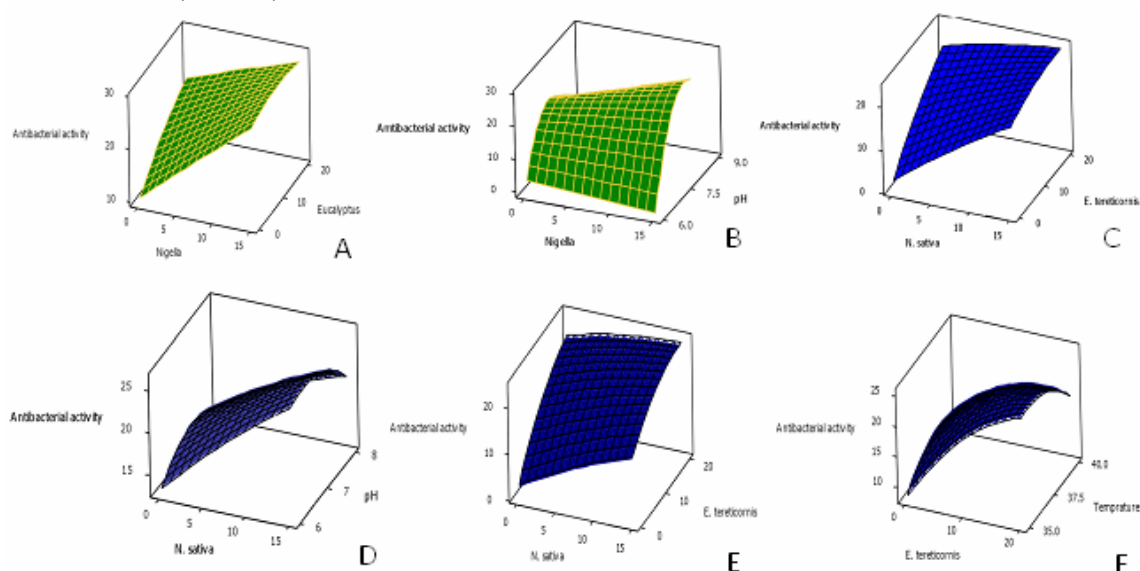 30
20
10
Antibacterial activity
0 5 10 15
Nigella
20
10
0
Eucalyptus
A
30
20
10
0
Amtibacterial activity
0 5 10 15
Nigella
9.0
7.5
6.0
pH
B
20
10
0
Antibacterial activity
0 5 10 15
N. sativa
20
10
0
E. tereticornis
C
25
20
15
Antibacterial activity
0 5 10 15
N. sativa
8
7
6
pH
D
20
10
0
Antibacterial activity
0 5 10 15
N. sativa
20
10
0
E. tereticornis
E
25
20
15
10
Antibacterial activity
0 10 20
E. tereticornis
40.0
37.5
35.0
Temprature
F